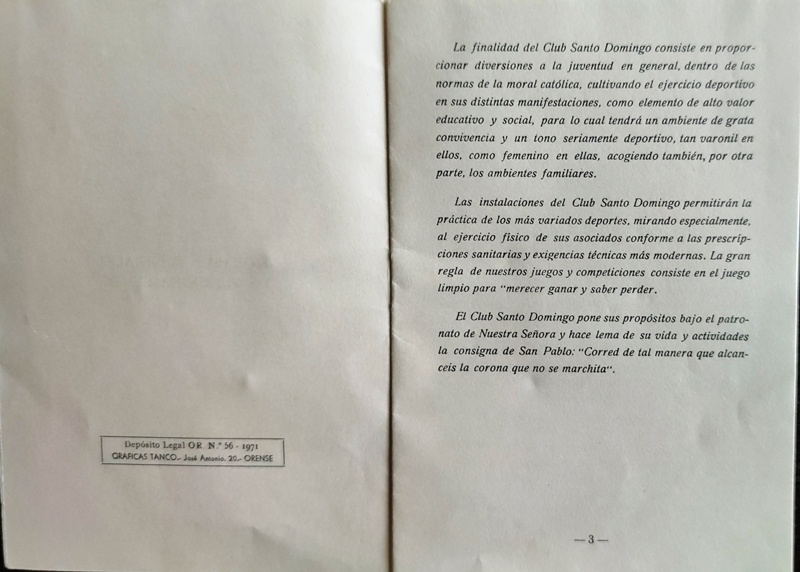 Depósito Legal OR. N.º 56 - 1971
GRAFICAS TANCO.- José Antonio, 20.- ORENSE
La finalidad del Club Santo Domingo consiste en propor-
cionar diversiones a la juventud en general, dentro de las
normas de la moral católica, cultivando el ejercicio deportivo
en sus distintas manifestaciones, como elemento de alto valor
educativo y social, para lo cual tendrá un ambiente de grata
convivencia y un tono seriamente deportivo, tan varonil en
ellos, como femenino en ellas, acogiendo también, por otra
parte, los ambientes familiares.
Las instalaciones del Club Santo Domingo permitirán la
práctica de los más variados deportes, mirando especialmente,
al ejercicio físico de sus asociados conforme a las prescrip-
ciones sanitarias y exigencias técnicas más modernas. La gran
regla de nuestros juegos y competiciones consiste en el juego
limpio para "merecer ganar y saber perder.
El Club Santo Domingo pone sus propósitos bajo el patro-
nato de Nuestra Señora y hace lema de su vida y actividades
la consigna de San Pablo: "Corred de tal manera que alcan-
ceis la corona que no se marchita".
— 3 —